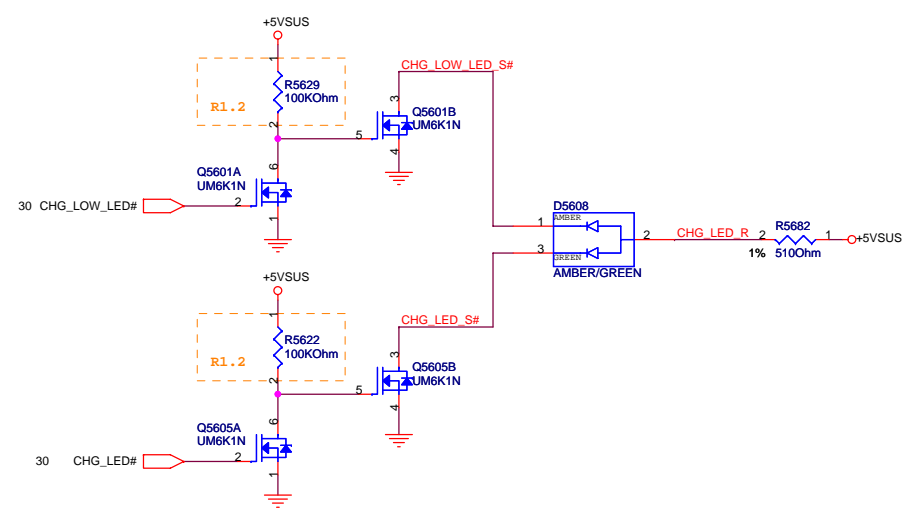 +5VSUS
1
R5629
100KOhm
R1.2
2
CHG_LOW_LED_S#
3
Q5601B
UM6K1N
5
4
6
Q5601A
UM6K1N
30 CHG_LOW_LED#
2
1
D5608
1 AMBER
3 GREEN
2
AMBER/GREEN
CHG_LED_R
2
R5682
1
1% 510Ohm
+5VSUS
+5VSUS
1
R5622
100KOhm
R1.2
2
CHG_LED_S#
3
Q5605B
UM6K1N
5
4
6
Q5605A
UM6K1N
30 CHG_LED#
2
1